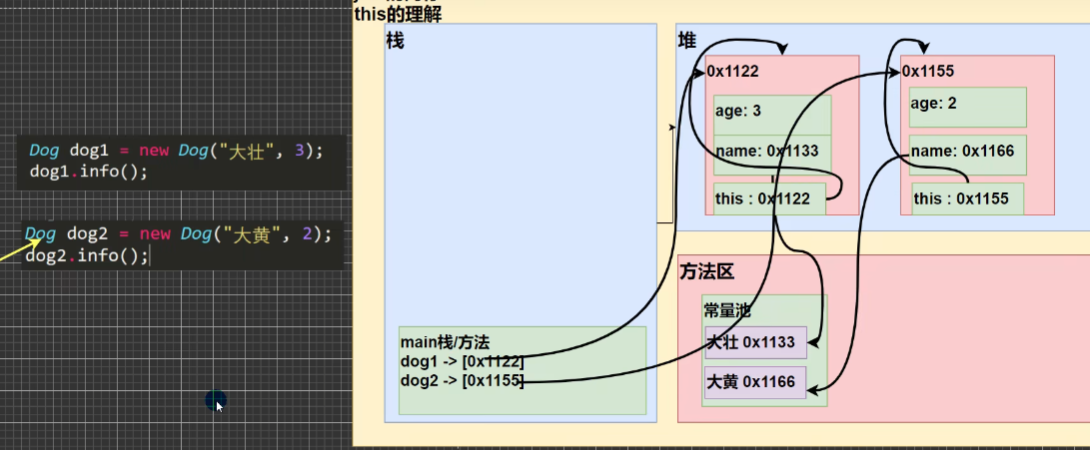 this的理解
Dog dog1 = new Dog("大壮", 3);
dog1.info();
Dog dog2 = new Dog("大黄", 2);
dog2.info();
栈
main栈/方法
dog1 -> [0x1122]
dog2 -> [0x1155]
堆
0x1122
age: 3
name: 0x1133
this : 0x1122
0x1155
age: 2
name: 0x1166
this : 0x1155
方法区
常量池
大壮 0x1133
大黄 0x1166